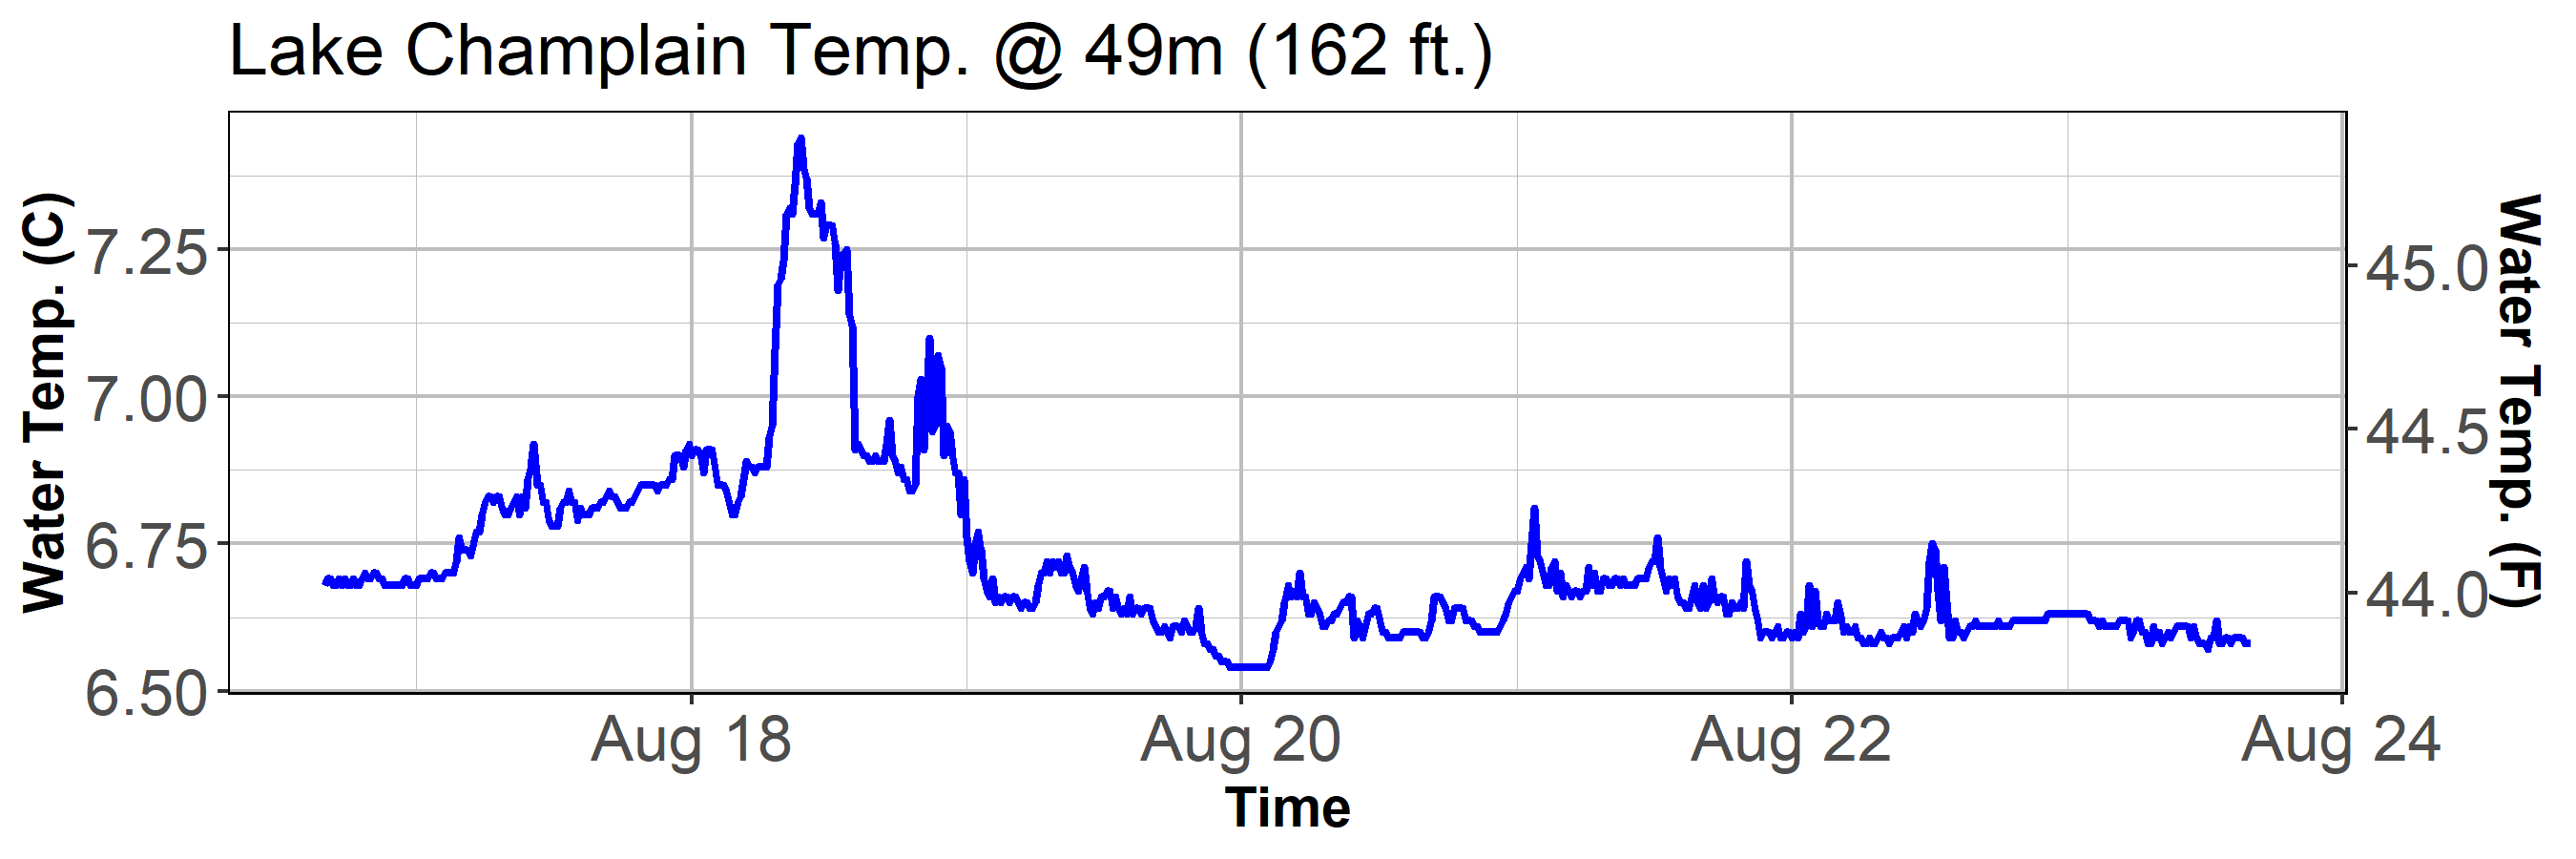 Lake Champlain Temp. @ 49m (162 ft.)
Water Temp. (C)
7.25
7.00
6.75
6.50
45.0
44.5
44.0
Water Temp. (F)
Aug 18
Aug 20
Aug 22
Aug 24
Time